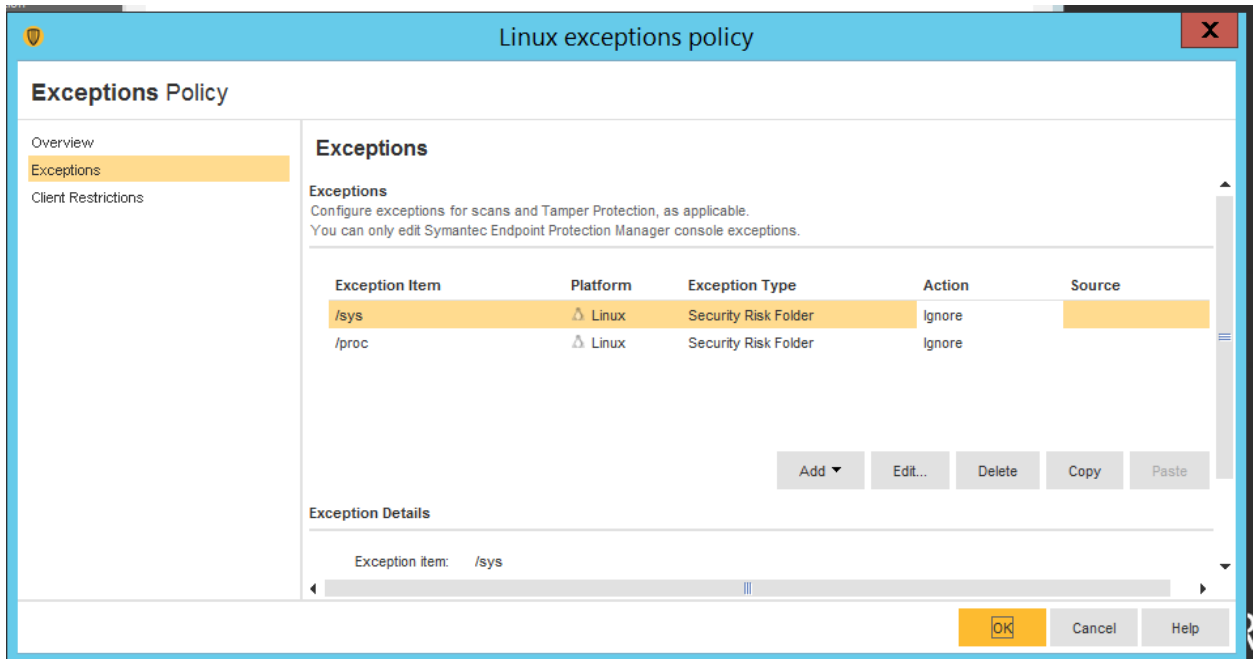 Linux exceptions policy
X
Exceptions Policy
Overview
Exceptions
Client Restrictions
Exceptions
Exceptions
Configure exceptions for scans and Tamper Protection, as applicable.
You can only edit Symantec Endpoint Protection Manager console exceptions.
Exception Item Platform Exception Type Action Source
/sys Linux Security Risk Folder Ignore
/proc Linux Security Risk Folder Ignore
Add Edit... Delete Copy Paste
Exception Details
Exception item: /sys
OK Cancel Help